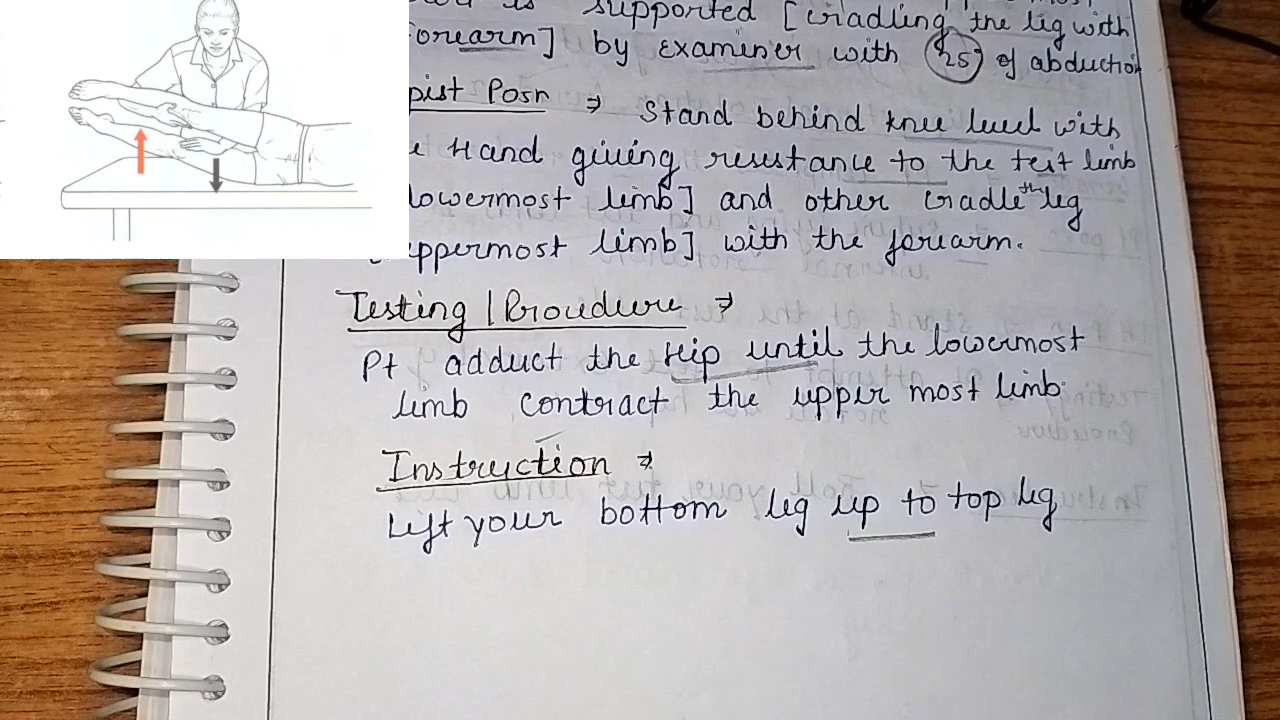 is supported [cradling the leg with
forearm] by examiner with 25 of abduction
pist Posn ⇒ Stand behind knee level with
Hand giving resistance to the test limb
lowermost limb] and other cradle the leg
uppermost limb] with the forearm.
Testing / Procedure ⇒
Pt adduct the Hip until the lowermost
limb contract the upper most limb.
Instruction ⇒
Lift your bottom leg up to top leg